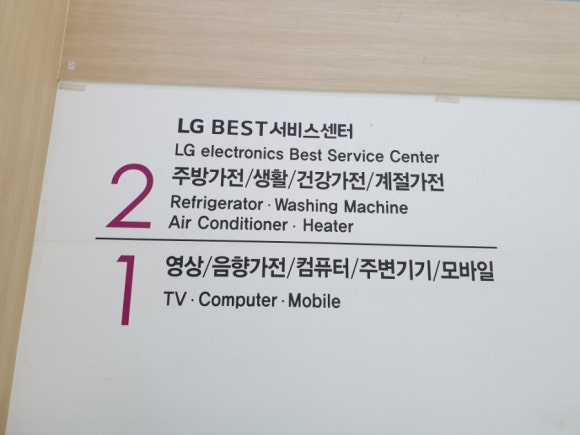 LG BEST서비스센터
LG electronics Best Service Center
2
주방가전/생활/건강가전/계절가전
Refrigerator · Washing Machine
Air Conditioner · Heater
1
영상/음향가전/컴퓨터/주변기기/모바일
TV · Computer · Mobile